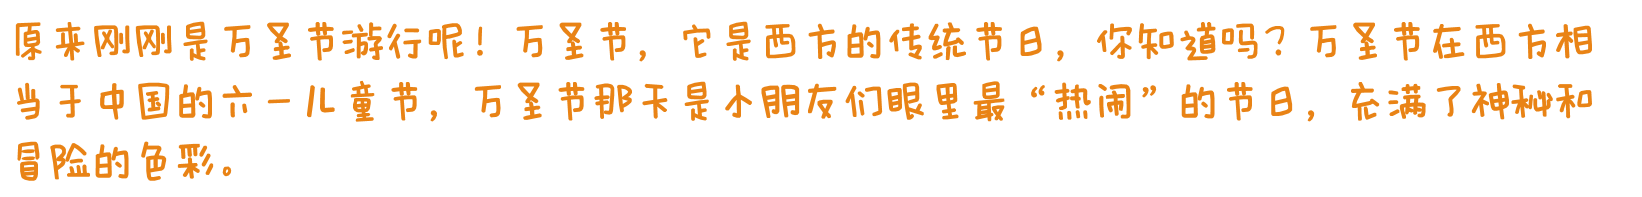 原来刚刚是万圣节游行呢！万圣节，它是西方的传统节日，你知道吗？万圣节在西方相
当于中国的六一儿童节，万圣节那天是小朋友们眼里最“热闹”的节日，充满了神秘和
冒险的色彩。